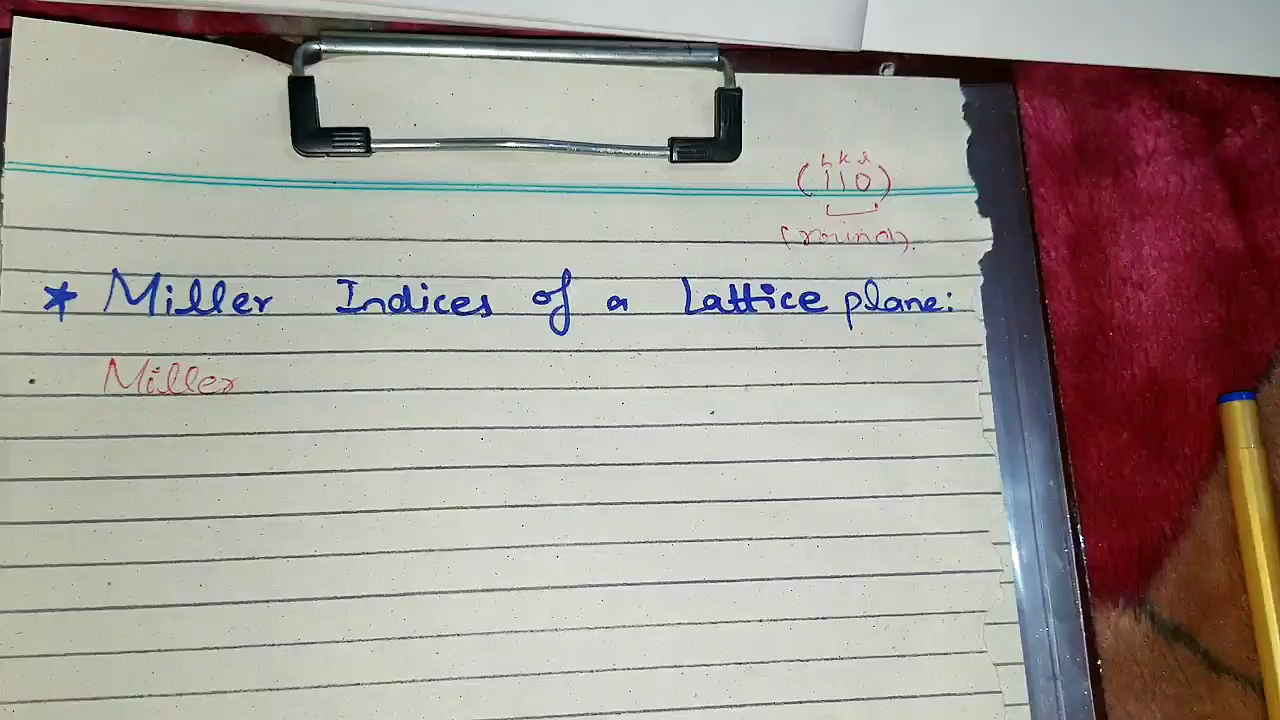 h k l
(110)
(round).
* Miller Indices of a Lattice plane:
Miller